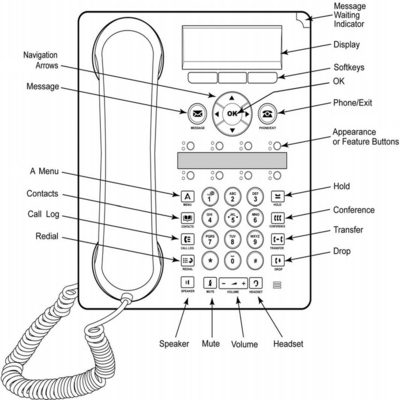 Message
Waiting
Indicator
Display
Softkeys
OK
Phone/Exit
Appearance
or Feature Buttons
Hold
Conference
Transfer
Drop
Navigation
Arrows
Message
A Menu
Contacts
Call Log
Redial
Speaker
Mute
Volume
Headset
OK
MESSAGE
PHONE/EXIT
A
MENU
1
ABC
2
DEF
3
HOLD
CONTACTS
GHI
4
JKL
5
MNO
6
CONFERENCE
CALL LOG
PQRS
7
TUV
8
WXYZ
9
TRANSFER
REDIAL
*
0
#
DROP
SPEAKER
MUTE
− +
VOLUME
HEADSET